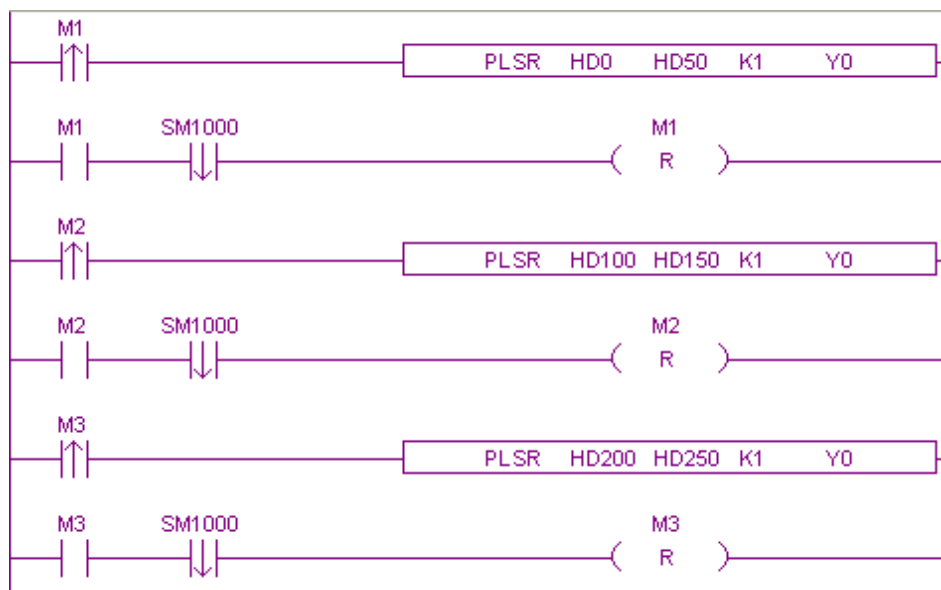 M1
PLSR HD0 HD50 K1 Y0
M1 SM1000 M1
R
M2
PLSR HD100 HD150 K1 Y0
M2 SM1000 M2
R
M3
PLSR HD200 HD250 K1 Y0
M3 SM1000 M3
R